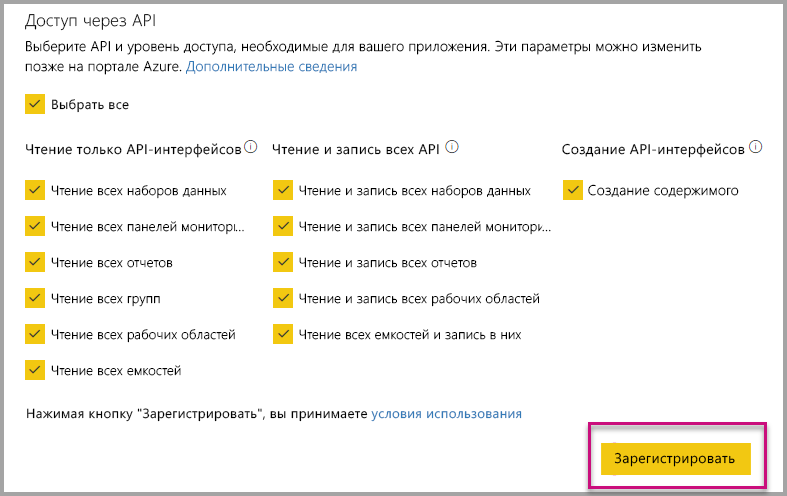 Доступ через API
Выберите API и уровень доступа, необходимые для вашего приложения. Эти параметры можно изменить
позже на портале Azure. Дополнительные сведения
Выбрать все
Чтение только API-интерфейсов
Чтение и запись всех API
Создание API-интерфейсов
Чтение всех наборов данных
Чтение и запись всех наборов данных
Создание содержимого
Чтение всех панелей монитори...
Чтение и запись всех панелей монитори...
Чтение всех отчетов
Чтение и запись всех отчетов
Чтение всех групп
Чтение и запись всех рабочих областей
Чтение всех рабочих областей
Чтение всех емкостей и запись в них
Чтение всех емкостей
Нажимая кнопку "Зарегистрировать", вы принимаете условия использования
Зарегистрировать